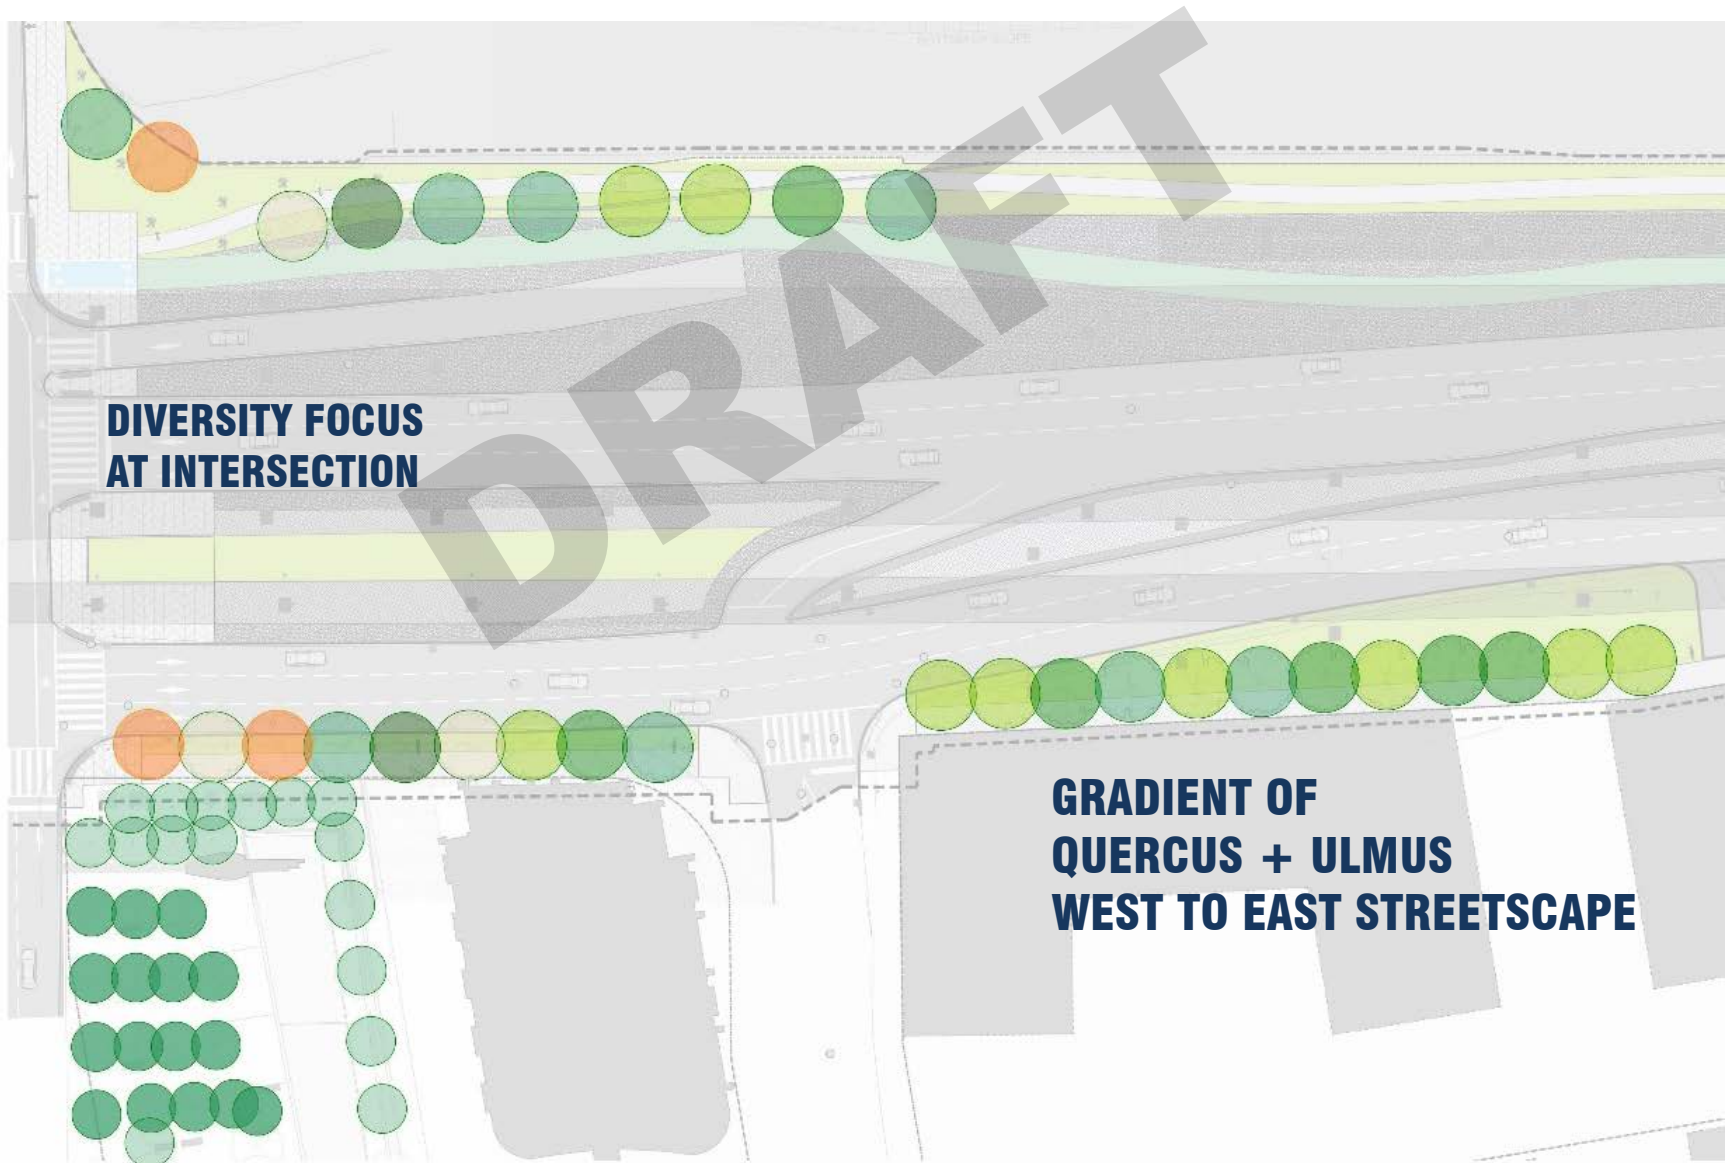 DRAFT
DIVERSITY FOCUS
AT INTERSECTION
GRADIENT OF
QUERCUS + ULMUS
WEST TO EAST STREETSCAPE